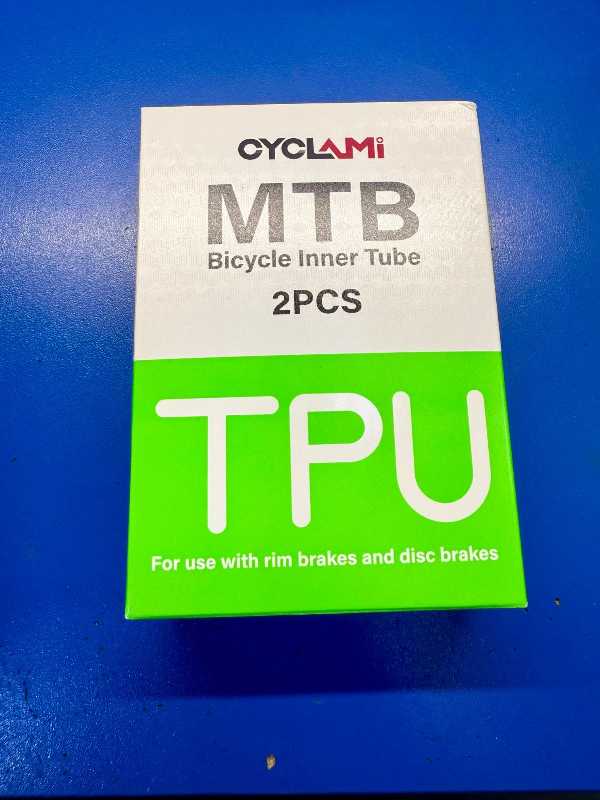 CYCLAMi
MTB
Bicycle Inner Tube
2PCS
TPU
For use with rim brakes and disc brakes